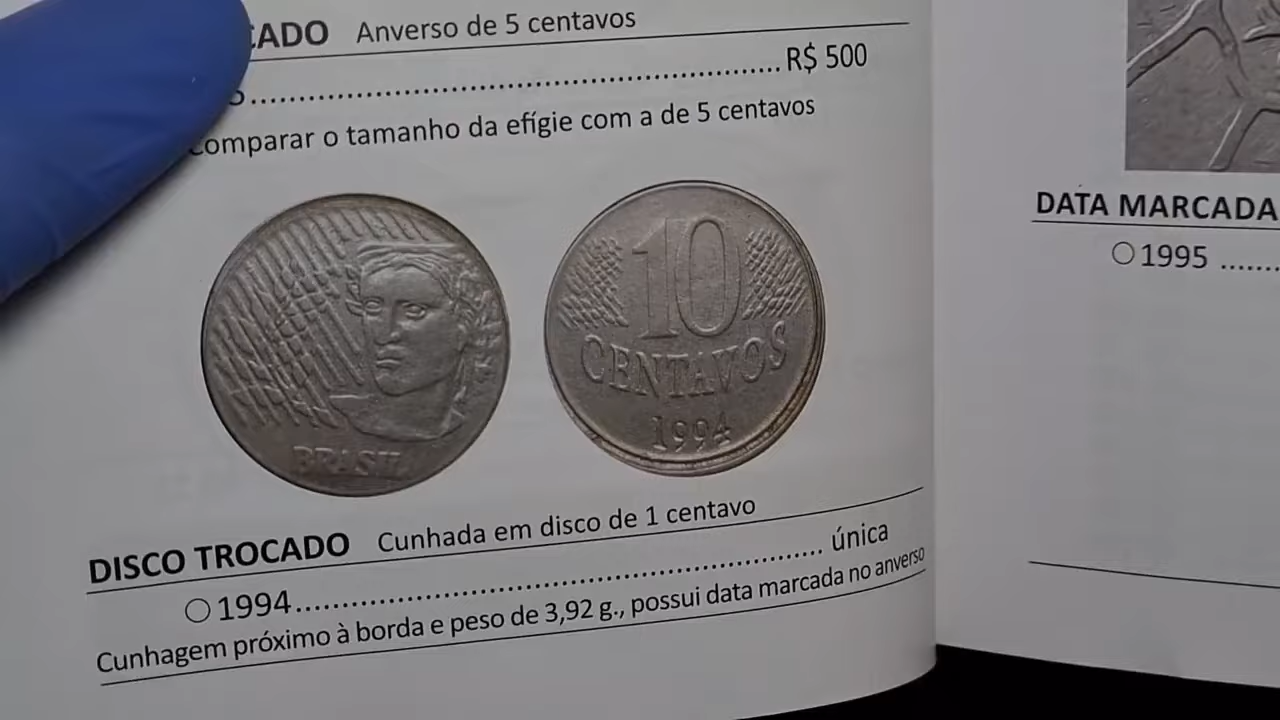 Anverso de 5 centavos
R$ 500
comparar o tamanho da efígie com a de 5 centavos
BRASIL
10
CENTAVOS
1994
DISCO TROCADO Cunhada em disco de 1 centavo
1994 única
Cunhagem próximo à borda e peso de 3,92 g., possui data marcada no anverso
DATA MARCADA
1995